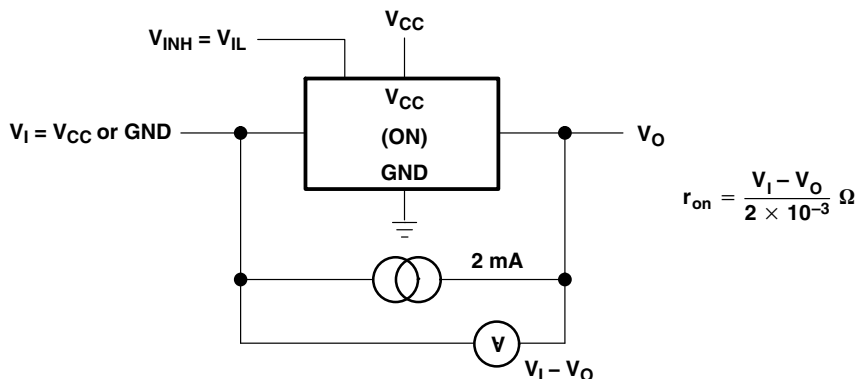 V_CC
V_INH = V_IL
V_CC
V_I = V_CC or GND
(ON)
V_O
GND
r_on = (V_I – V_O) / (2 × 10^–3) Ω
2 mA
V
V_I – V_O